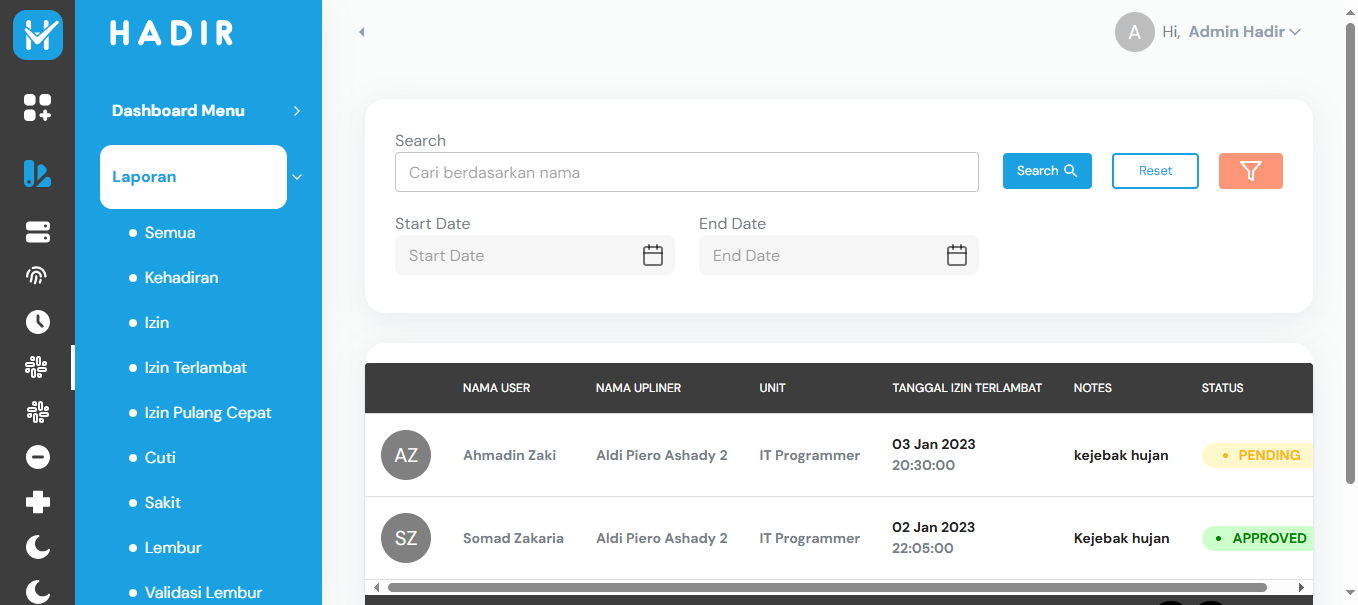 HADIR
A Hi, Admin Hadir
Dashboard Menu
Laporan
Semua
Kehadiran
Izin
Izin Terlambat
Izin Pulang Cepat
Cuti
Sakit
Lembur
Validasi Lembur
Search
Cari berdasarkan nama
Search
Reset
Start Date
End Date
Start Date
End Date
NAMA USER NAMA UPLINER UNIT TANGGAL IZIN TERLAMBAT NOTES STATUS
AZ Ahmadin Zaki Aldi Piero Ashady 2 IT Programmer 03 Jan 2023 kejebak hujan PENDING
20:30:00
SZ Somad Zakaria Aldi Piero Ashady 2 IT Programmer 02 Jan 2023 Kejebak hujan APPROVED
22:05:00